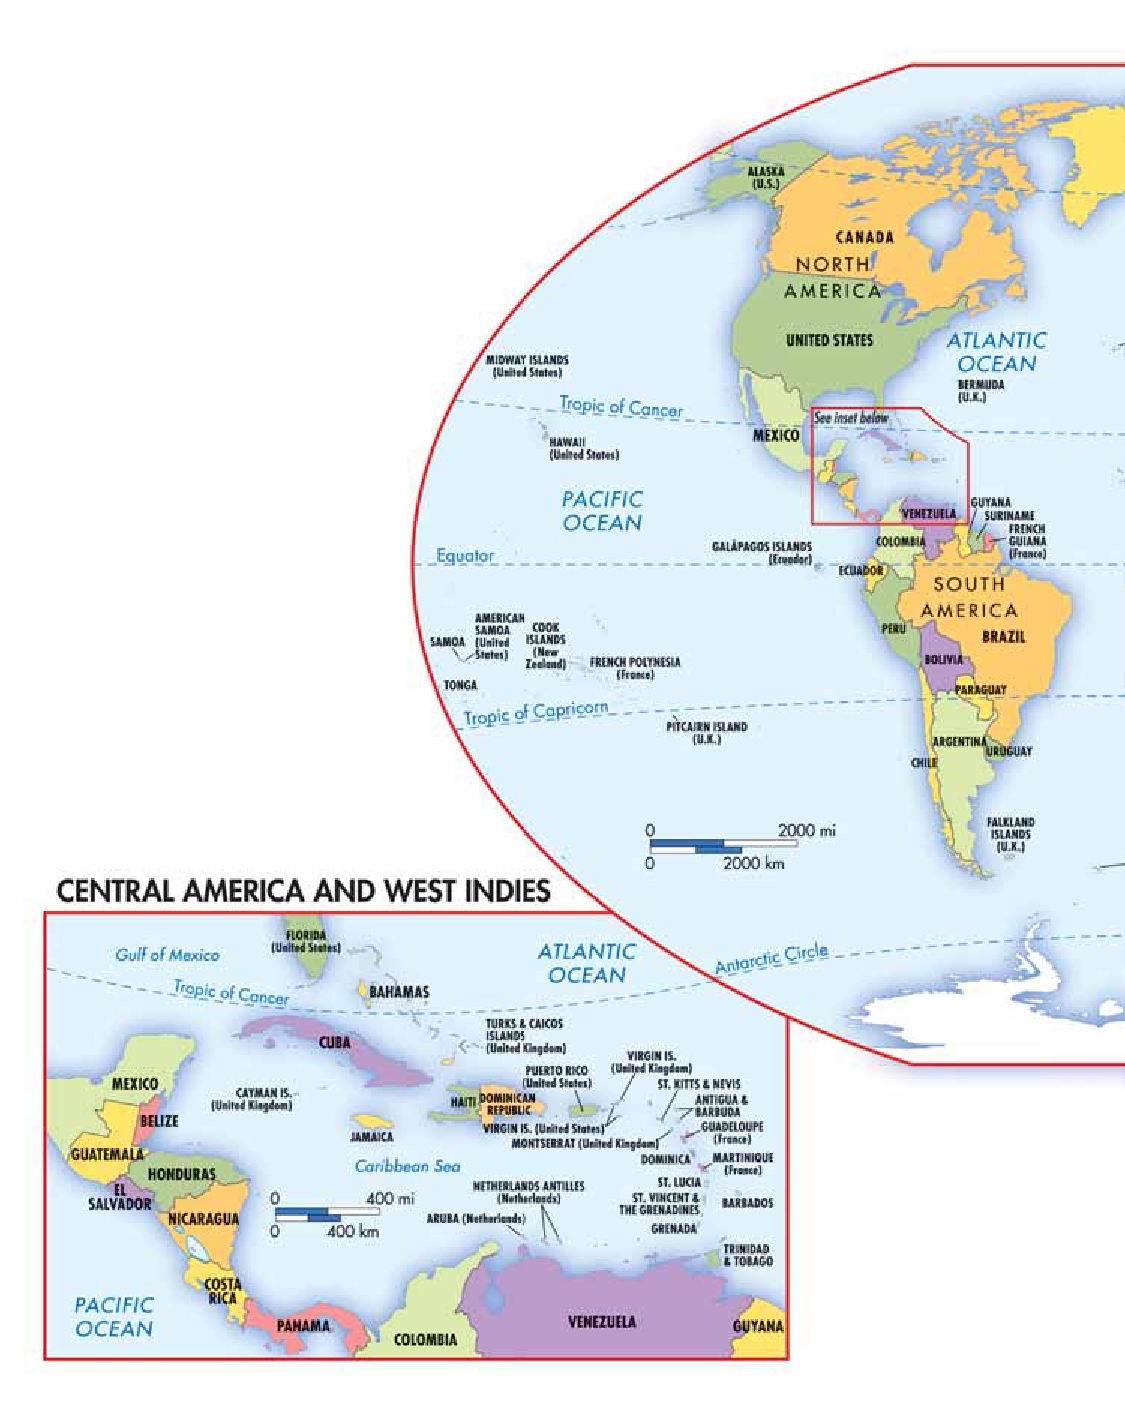 ALASKA
(U.S.)
CANADA
NORTH
AMERICA
UNITED STATES
ATLANTIC
OCEAN
BERMUDA
(U.K.)
MIDWAY ISLANDS
(United States)
Tropic of Cancer
See inset below
MEXICO
HAWAII
(United States)
PACIFIC
OCEAN
GUYANA
SURINAME
FRENCH
GUIANA
(France)
VENEZUELA
COLOMBIA
GALÁPAGOS ISLANDS
(Ecuador)
Equator
ECUADOR
SOUTH
AMERICA
PERU
BRAZIL
BOLIVIA
PARAGUAY
AMERICAN
SAMOA
(United
States)
SAMOA
COOK
ISLANDS
(New
Zealand)
FRENCH POLYNESIA
(France)
TONGA
Tropic of Capricorn
PITCAIRN ISLAND
(U.K.)
ARGENTINA
URUGUAY
CHILE
FALKLAND
ISLANDS
(U.K.)
0 2000 mi
0 2000 km
Antarctic Circle
CENTRAL AMERICA AND WEST INDIES
FLORIDA
(United States)
Gulf of Mexico
ATLANTIC
OCEAN
Tropic of Cancer
BAHAMAS
CUBA
TURKS & CAICOS
ISLANDS
(United Kingdom)
MEXICO
CAYMAN IS.
(United Kingdom)
PUERTO RICO
(United States)
VIRGIN IS.
(United Kingdom)
ST. KITTS & NEVIS
ANTIGUA &
BARBUDA
HAITI
DOMINICAN
REPUBLIC
BELIZE
JAMAICA
VIRGIN IS. (United States)
MONTSERRAT (United Kingdom)
GUADELOUPE
(France)
GUATEMALA
DOMINICA
MARTINIQUE
(France)
Caribbean Sea
HONDURAS
EL
SALVADOR
ST. LUCIA
NETHERLANDS ANTILLES
(Netherlands)
ST. VINCENT &
THE GRENADINES
BARBADOS
0 400 mi
0 400 km
NICARAGUA
ARUBA (Netherlands)
GRENADA
TRINIDAD
& TOBAGO
COSTA
RICA
PACIFIC
OCEAN
PANAMA
COLOMBIA
VENEZUELA
GUYANA